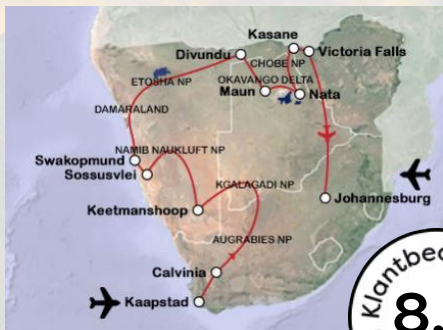 Kasane
Divundu
Victoria Falls
CHOBE NP
ETOSHA NP
OKAVANGO DELTA
Maun
Nata
DAMARALAND
NAMIB NAUKLUFT NP
Swakopmund
Sossusvlei
KGALAGADI NP
Keetmanshoop
Johannesburg
AUGRABIES NP
Calvinia
Kaapstad
Klantbeo
8.